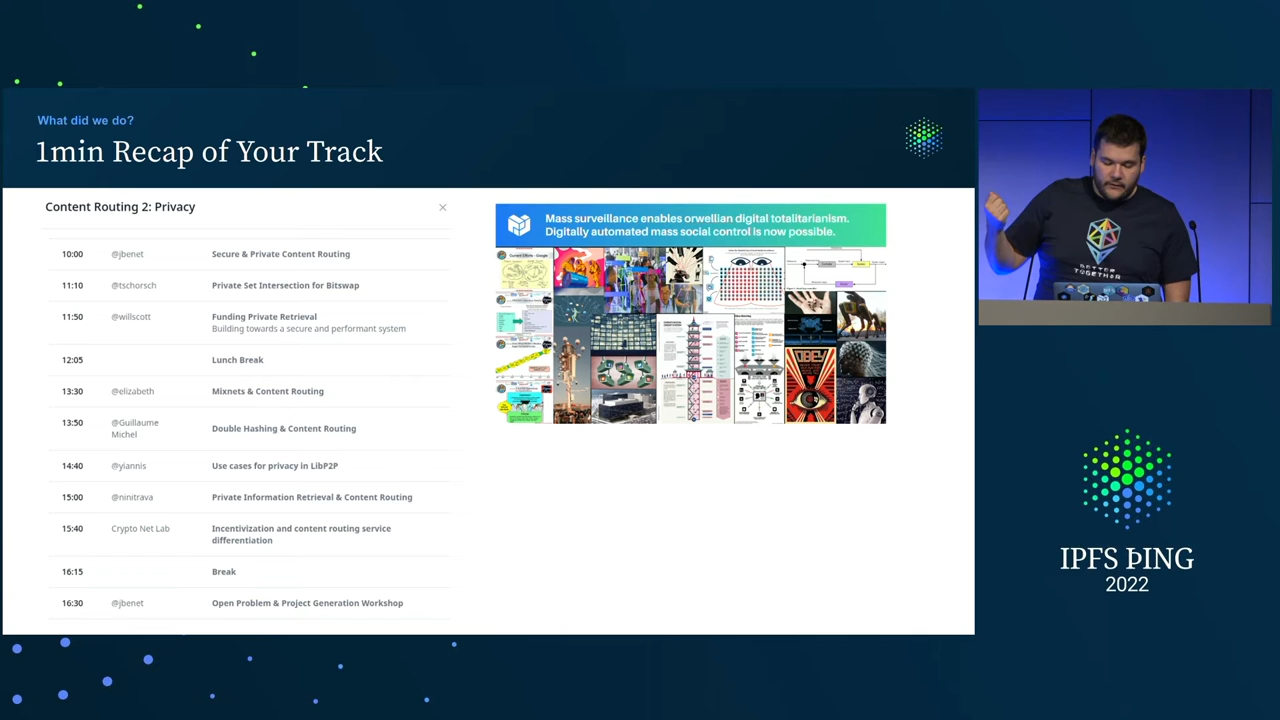 What did we do?
1min Recap of Your Track
Content Routing 2: Privacy
10:00 @jbenet Secure & Private Content Routing
11:10 @tschorsch Private Set Intersection for Bitswap
11:50 @willscott Funding Private Retrieval
Building towards a secure and performant system
12:05 Lunch Break
13:30 @elizabeth Mixnets & Content Routing
13:50 @Guillaume Michel Double Hashing & Content Routing
14:40 @yiannis Use cases for privacy in LibP2P
15:00 @ninitrava Private Information Retrieval & Content Routing
15:40 Crypto Net Lab Incentivization and content routing service
differentiation
16:15 Break
16:30 @jbenet Open Problem & Project Generation Workshop
Mass surveillance enables orwellian digital totalitarianism.
Digitally automated mass social control is now possible.
OBEY
BETTER
TOGETHER
IPFS ÞING
2022